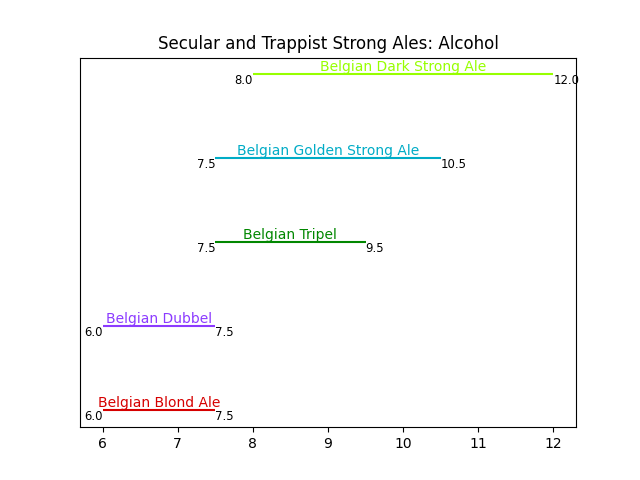 Secular and Trappist Strong Ales: Alcohol
Belgian Dark Strong Ale
8.0 12.0
Belgian Golden Strong Ale
7.5 10.5
Belgian Tripel
7.5 9.5
Belgian Dubbel
6.0 7.5
Belgian Blond Ale
6.0 7.5
6 7 8 9 10 11 12